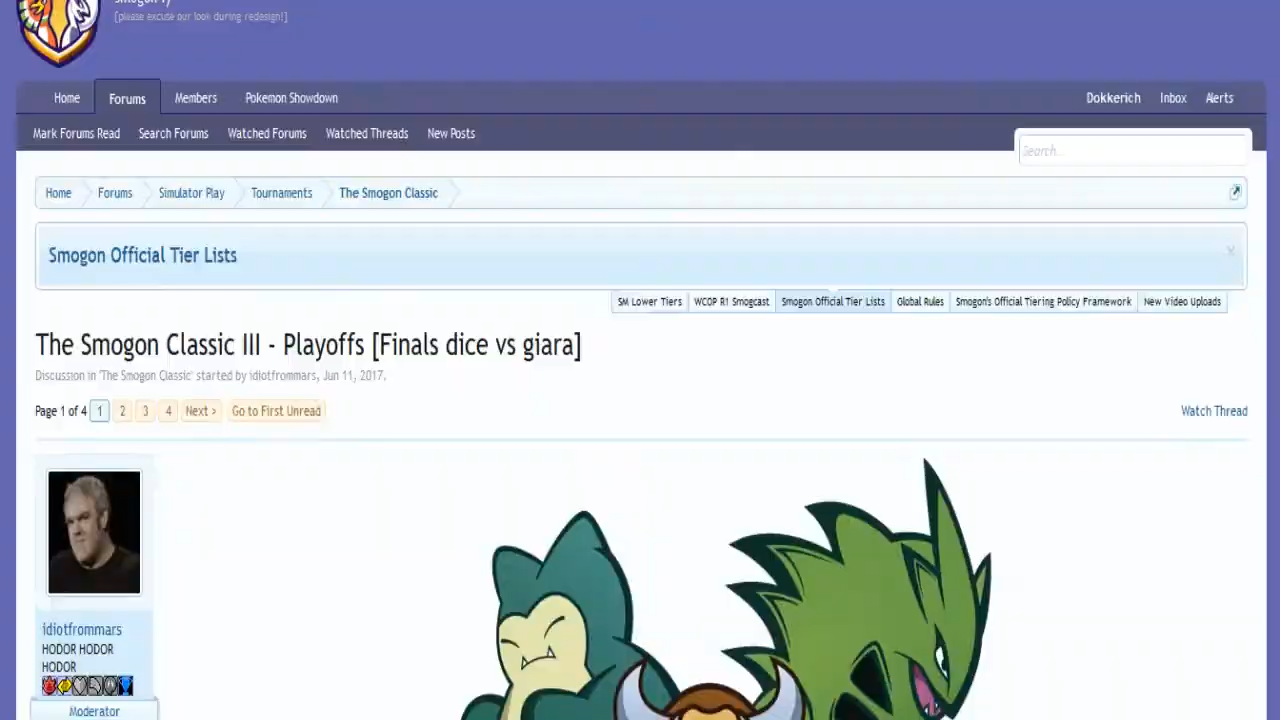 [please excuse our look during redesign!]
Home Forums Members Pokemon Showdown Dokkerich Inbox Alerts
Mark Forums Read Search Forums Watched Forums Watched Threads New Posts
Search...
Home Forums Simulator Play Tournaments The Smogon Classic
Smogon Official Tier Lists
SM Lower Tiers WCOP R1 Smogcast Smogon Official Tier Lists Global Rules Smogon's Official Tiering Policy Framework New Video Uploads
The Smogon Classic III - Playoffs [Finals dice vs giara]
Discussion in 'The Smogon Classic' started by idiotfrommars, Jun 11, 2017.
Page 1 of 4 1 2 3 4 Next > Go to First Unread Watch Thread
idiotfrommars
HODOR HODOR
HODOR
Moderator